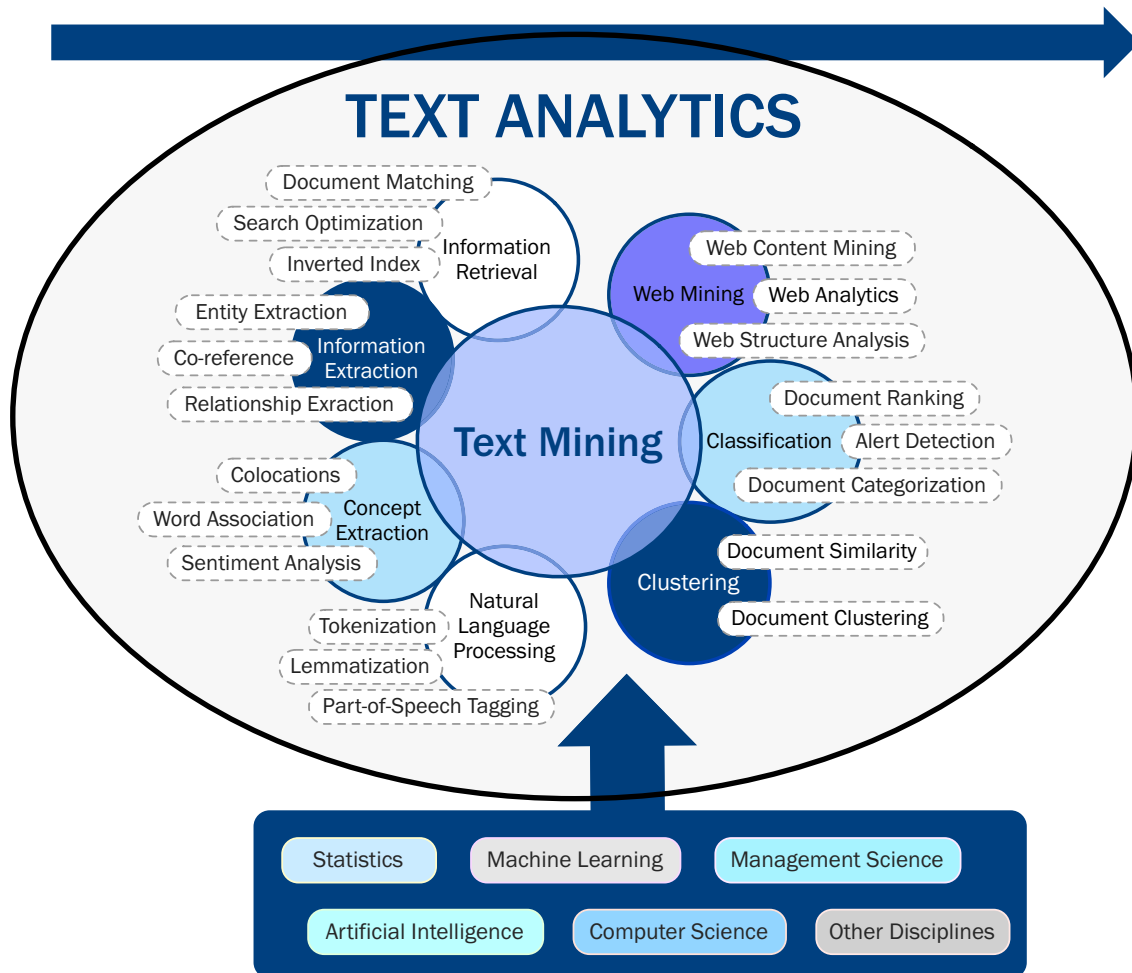 TEXT ANALYTICS
Document Matching
Search Optimization
Inverted Index
Information
Retrieval
Entity Extraction
Co-reference
Relationship Exraction
Information
Extraction
Colocations
Word Association
Sentiment Analysis
Concept
Extraction
Tokenization
Lemmatization
Part-of-Speech Tagging
Natural
Language
Processing
Text Mining
Web Mining
Web Content Mining
Web Analytics
Web Structure Analysis
Classification
Document Ranking
Alert Detection
Document Categorization
Clustering
Document Similarity
Document Clustering
Statistics
Machine Learning
Management Science
Artificial Intelligence
Computer Science
Other Disciplines